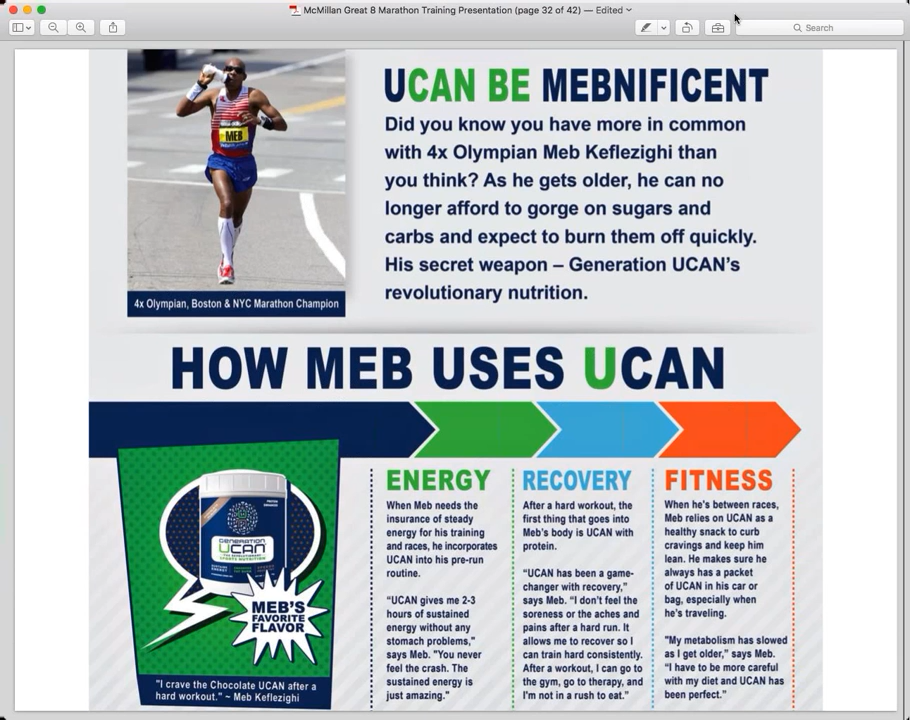 McMillan Great 8 Marathon Training Presentation (page 32 of 42) — Edited
Search
MEB
4x Olympian, Boston & NYC Marathon Champion
UCAN BE MEBNIFICENT
Did you know you have more in common
with 4x Olympian Meb Keflezighi than
you think? As he gets older, he can no
longer afford to gorge on sugars and
carbs and expect to burn them off quickly.
His secret weapon – Generation UCAN's
revolutionary nutrition.
HOW MEB USES UCAN
GENERATION
UCAN
MEB'S
FAVORITE
FLAVOR
"I crave the Chocolate UCAN after a
hard workout." ~ Meb Keflezighi
ENERGY
When Meb needs the
insurance of steady
energy for his training
and races, he incorporates
UCAN into his pre-run
routine.
"UCAN gives me 2-3
hours of sustained
energy without any
stomach problems,"
says Meb. "You never
feel the crash. The
sustained energy is
just amazing."
RECOVERY
After a hard workout, the
first thing that goes into
Meb's body is UCAN with
protein.
"UCAN has been a game-
changer with recovery,"
says Meb. "I don't feel the
soreness or the aches and
pains after a hard run. It
allows me to recover so I
can train hard consistently.
After a workout, I can go to
the gym, go to therapy, and
I'm not in a rush to eat."
FITNESS
When he's between races,
Meb relies on UCAN as a
healthy snack to curb
cravings and keep him
lean. He makes sure he
always has a packet
of UCAN in his car or
bag, especially when
he's traveling.
"My metabolism has slowed
as I get older," says Meb.
"I have to be more careful
with my diet and UCAN has
been perfect."